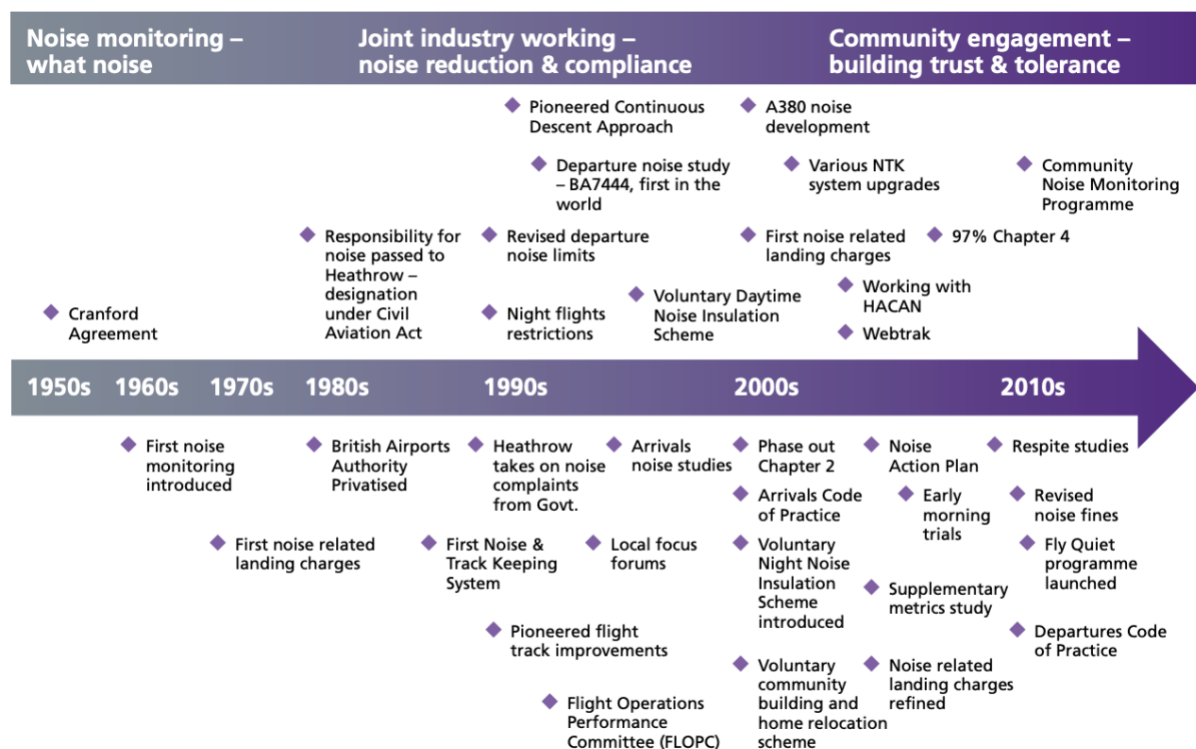 Noise monitoring –
what noise
Joint industry working –
noise reduction & compliance
Community engagement –
building trust & tolerance
Pioneered Continuous
Descent Approach
A380 noise
development
Departure noise study
– BA7444, first in the
world
Various NTK
system upgrades
Community
Noise Monitoring
Programme
Responsibility for
noise passed to
Heathrow –
designation
under Civil
Aviation Act
Revised departure
noise limits
First noise related
landing charges
97% Chapter 4
Cranford
Agreement
Night flights
restrictions
Voluntary Daytime
Noise Insulation
Scheme
Working with
HACAN
Webtrak
1950s
1960s
1970s
1980s
1990s
2000s
2010s
First noise
monitoring
introduced
British Airports
Authority
Privatised
Heathrow
takes on noise
complaints
from Govt.
Arrivals
noise studies
Phase out
Chapter 2
Noise
Action Plan
Respite studies
Arrivals Code
of Practice
Early
morning
trials
Revised
noise fines
First noise related
landing charges
First Noise &
Track Keeping
System
Local focus
forums
Voluntary
Night Noise
Insulation
Scheme
introduced
Fly Quiet
programme
launched
Supplementary
metrics study
Pioneered flight
track improvements
Departures Code
of Practice
Voluntary
community
building and
home relocation
scheme
Noise related
landing charges
refined
Flight Operations
Performance
Committee (FLOPC)